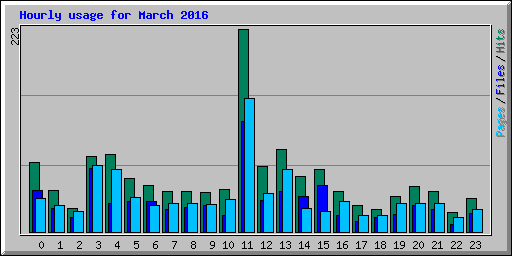 Hourly usage for March 2016
223
Pages / Files / Hits
0 1 2 3 4 5 6 7 8 9 10 11 12 13 14 15 16 17 18 19 20 21 22 23